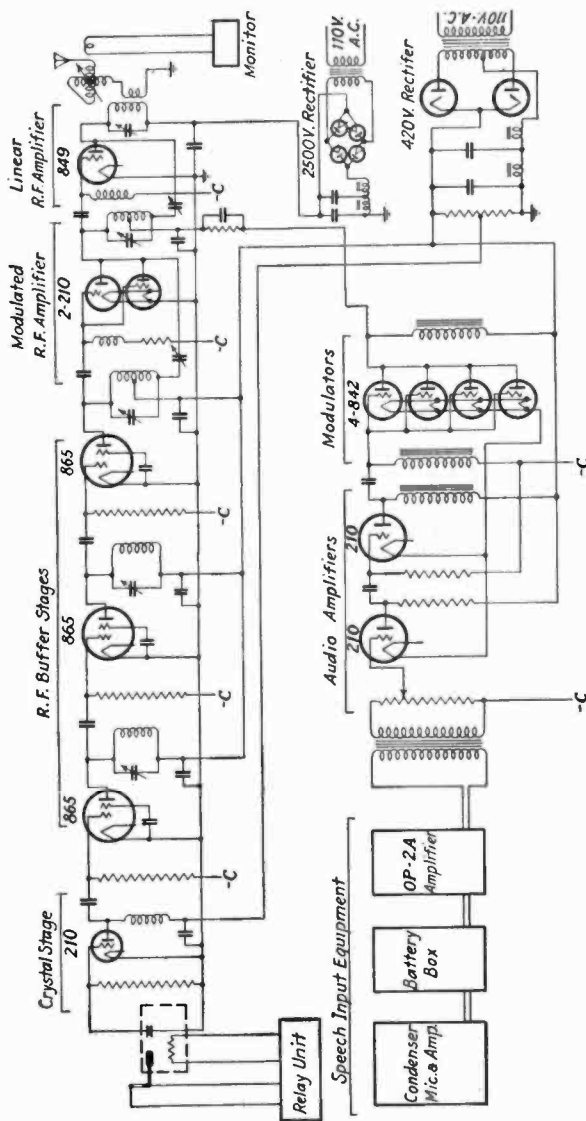 Crystal Stage
210
R.F. Buffer Stages
865
865
865
Modulated
R.F. Amplifier
2-210
Linear
R.F. Amplifier
849
Monitor
-C
-C
-C
-C
-C
Relay Unit
2500V. Rectifier
110V.
A.C.
420V. Rectifer
110V-A.C.
Speech Input Equipment
Condenser
Mic.& Amp.
Battery
Box
OP-2A
Amplifier
Audio Amplifiers
210
210
Modulators
4-842
-C
-C